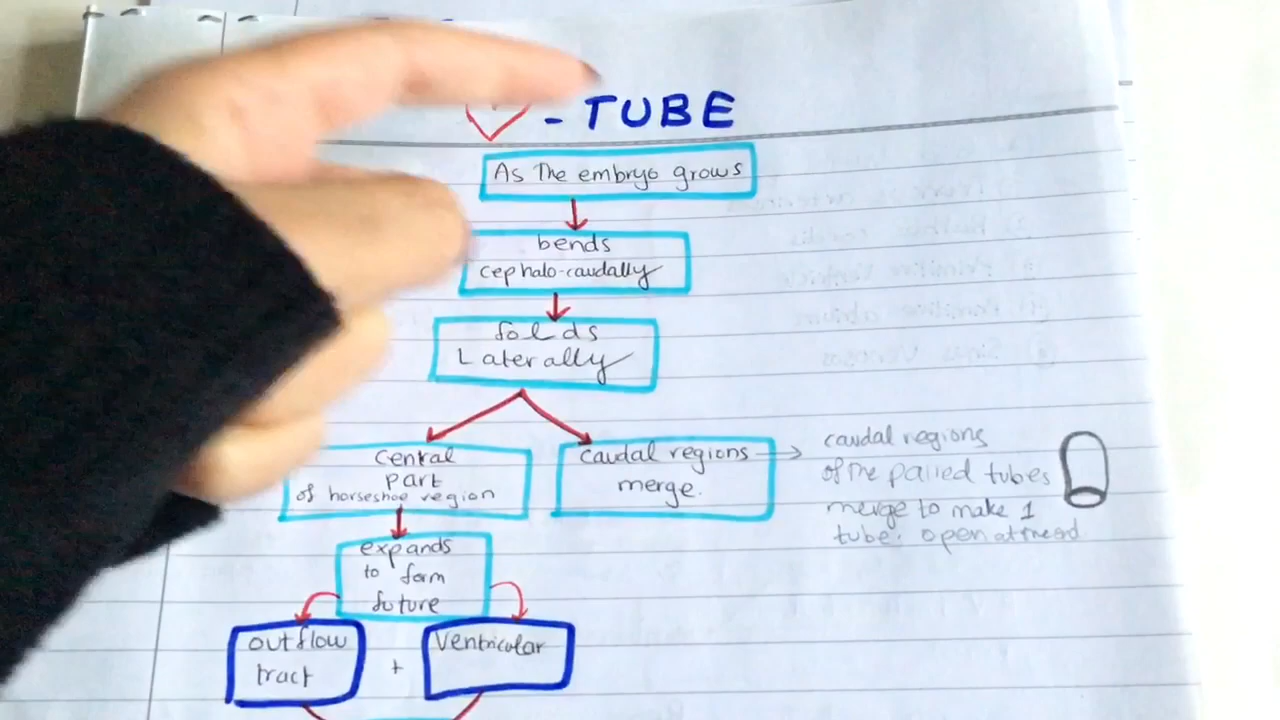 - TUBE
As The embryo grows
bends
cephalo-caudally
folds
Laterally
Central
part
of horseshoe region
caudal regions
merge.
caudal regions
of the paired tubes
merge to make 1
tube. open at
expands
to form
future
outflow
tract
+
Ventricular